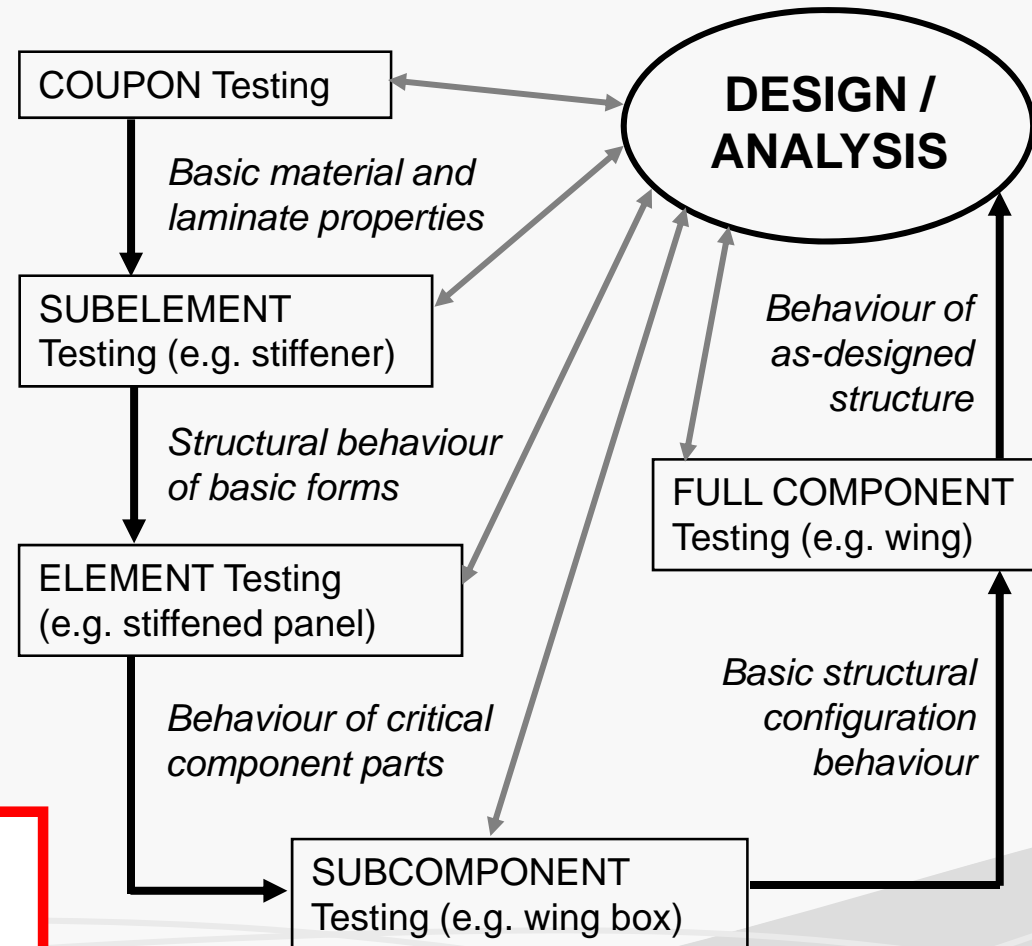 COUPON Testing
DESIGN /
ANALYSIS
Basic material and
laminate properties
SUBELEMENT
Testing (e.g. stiffener)
Behaviour of
as-designed
structure
Structural behaviour
of basic forms
FULL COMPONENT
Testing (e.g. wing)
ELEMENT Testing
(e.g. stiffened panel)
Behaviour of critical
component parts
Basic structural
configuration
behaviour
SUBCOMPONENT
Testing (e.g. wing box)